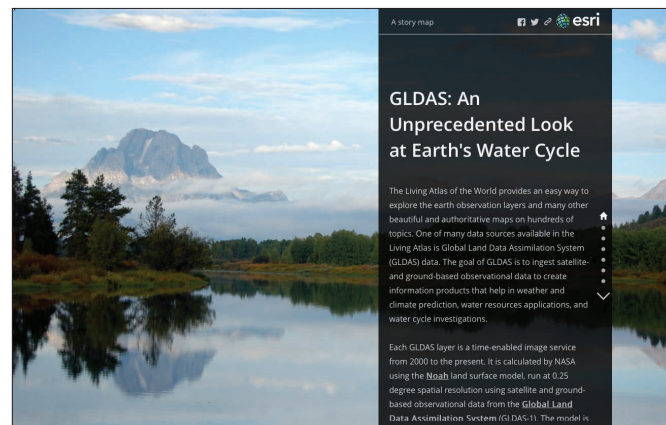 A story map
esri
GLDAS: An
Unprecedented Look
at Earth's Water Cycle
The Living Atlas of the World provides an easy way to
explore the earth observation layers and many other
beautiful and authoritative maps on hundreds of
topics. One of many data sources available in the
Living Atlas is Global Land Data Assimilation System
(GLDAS) data. The goal of GLDAS is to ingest satellite-
and ground-based observational data to create
information products that help in weather and
climate prediction, water resources applications, and
water cycle investigations.
Each GLDAS layer is a time-enabled image service
from 2000 to the present. It is calculated by NASA
using the Noah land surface model, run at 0.25
degree spatial resolution using satellite and ground-
based observational data from the Global Land
Data Assimilation System (GLDAS-1). The model is